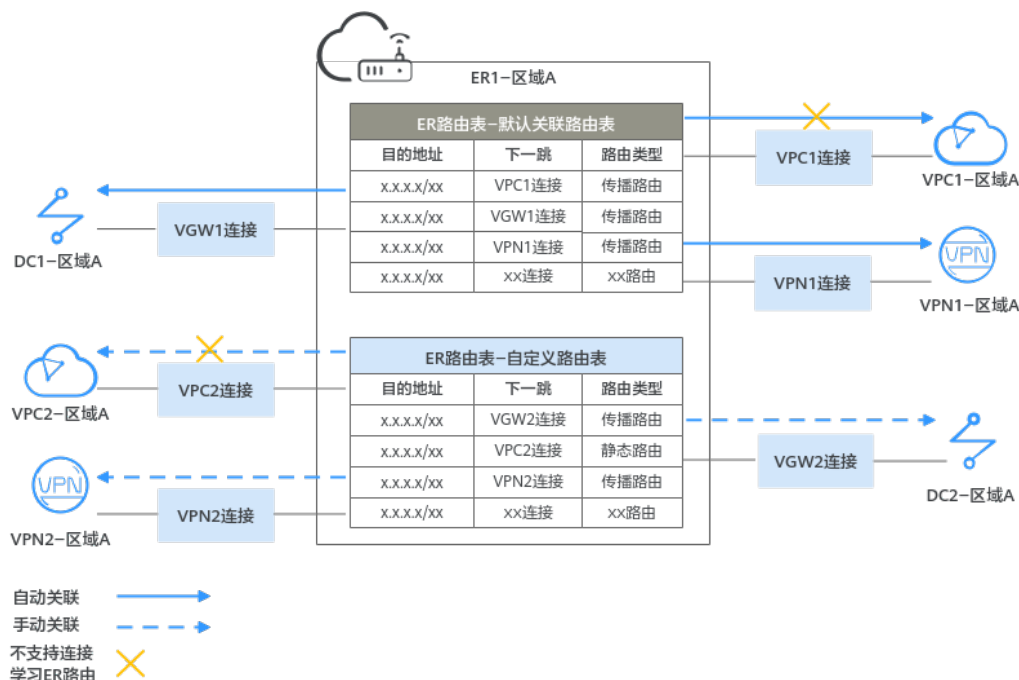 ER1-区域A
ER路由表-默认关联路由表
目的地址 下一跳 路由类型
x.x.x.x/xx VPC1连接 传播路由
x.x.x.x/xx VGW1连接 传播路由
x.x.x.x/xx VPN1连接 传播路由
x.x.x.x/xx xx连接 xx路由
VPC1连接
VPC1-区域A
VGW1连接
DC1-区域A
VPN
VPN1连接
VPN1-区域A
ER路由表-自定义路由表
目的地址 下一跳 路由类型
x.x.x.x/xx VGW2连接 传播路由
x.x.x.x/xx VPC2连接 静态路由
x.x.x.x/xx VPN2连接 传播路由
x.x.x.x/xx xx连接 xx路由
VPC2连接
VPC2-区域A
VGW2连接
DC2-区域A
VPN
VPN2连接
VPN2-区域A
自动关联
手动关联
不支持连接
学习ER路由